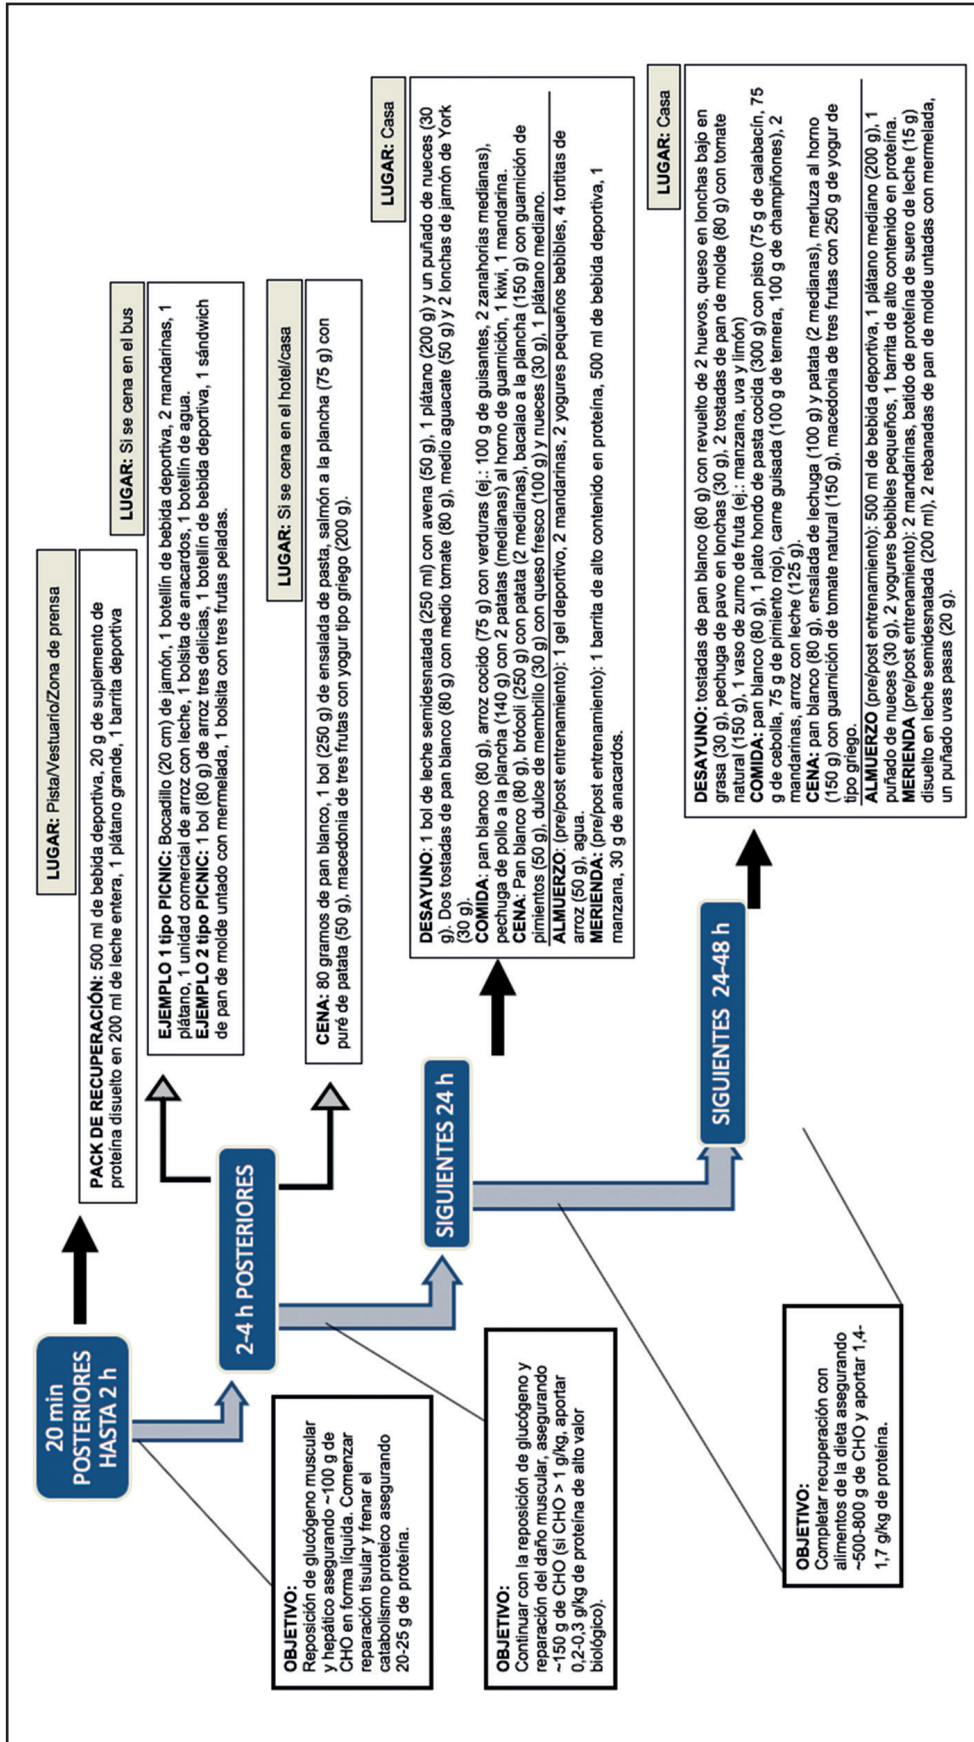 20 min
POSTERIORES
HASTA 2 h
LUGAR: Pista/Vestuario/Zona de prensa
PACK DE RECUPERACIÓN: 500 ml de bebida deportiva, 20 g de suplemento de
proteína disuelto en 200 ml de leche entera, 1 plátano grande, 1 barrita deportiva
OBJETIVO:
Reposición de glucógeno muscular
y hepático asegurando ~100 g de
CHO en forma líquida. Comenzar
reparación tisular y frenar el
catabolismo proteico asegurando
20-25 g de proteína.
2-4 h POSTERIORES
LUGAR: Si se cena en el bus
EJEMPLO 1 tipo PICNIC: Bocadillo (20 cm) de jamón, 1 botellín de bebida deportiva, 2 mandarinas, 1
plátano, 1 unidad comercial de arroz con leche, 1 bolsita de anacardos, 1 botellín de agua.
EJEMPLO 2 tipo PICNIC: 1 bol (80 g) de arroz tres delicias, 1 botellín de bebida deportiva, 1 sándwich
de pan de molde untado con mermelada, 1 bolsita con tres frutas peladas.
LUGAR: Si se cena en el hotel/casa
CENA: 80 gramos de pan blanco, 1 bol (250 g) de ensalada de pasta, salmón a la plancha (75 g) con
puré de patata (50 g), macedonia de tres frutas con yogur tipo griego (200 g).
OBJETIVO:
Continuar con la reposición de glucógeno y
reparación del daño muscular, asegurando
~150 g de CHO (si CHO > 1 g/kg, aportar
0,2-0,3 g/kg de proteína de alto valor
biológico).
SIGUIENTES 24 h
LUGAR: Casa
DESAYUNO: 1 bol de leche semidesnatada (250 ml) con avena (50 g), 1 plátano (200 g) y un puñado de nueces (30
g). Dos tostadas de pan blanco (80 g) con medio tomate (80 g), medio aguacate (50 g) y 2 lonchas de jamón de York
(30 g).
COMIDA: pan blanco (80 g), arroz cocido (75 g) con verduras (ej.: 100 g de guisantes, 2 zanahorias medianas),
pechuga de pollo a la plancha (140 g) con 2 patatas (medianas) al horno de guarnición, 1 kiwi, 1 mandarina.
CENA: Pan blanco (80 g), brócoli (250 g) con patata (2 medianas), bacalao a la plancha (150 g) con guarnición de
pimientos (50 g), dulce de membrillo (30 g) con queso fresco (100 g) y nueces (30 g), 1 plátano mediano.
ALMUERZO: (pre/post entrenamiento): 1 gel deportivo, 2 mandarinas, 2 yogures pequeños bebibles, 4 tortitas de
arroz (50 g), agua.
MERIENDA: (pre/post entrenamiento): 1 barrita de alto contenido en proteína, 500 ml de bebida deportiva, 1
manzana, 30 g de anacardos.
OBJETIVO:
Completar recuperación con
alimentos de la dieta asegurando
~500-800 g de CHO y aportar 1,4-
1,7 g/kg de proteína.
SIGUIENTES 24-48 h
LUGAR: Casa
DESAYUNO: tostadas de pan blanco (80 g) con revuelto de 2 huevos, queso en lonchas bajo en
grasa (30 g), pechuga de pavo en lonchas (30 g), 2 tostadas de pan de molde (80 g) con tomate
natural (150 g), 1 vaso de zumo de fruta (ej.: manzana, uva y limón)
COMIDA: pan blanco (80 g), 1 plato hondo de pasta cocida (300 g) con pisto (75 g de calabacín, 75
g de cebolla, 75 g de pimiento rojo), carne guisada (100 g de ternera, 100 g de champiñones), 2
mandarinas, arroz con leche (125 g).
CENA: pan blanco (80 g), ensalada de lechuga (100 g) y patata (2 medianas), merluza al horno
(150 g) con guarnición de tomate natural (150 g), macedonia de tres frutas con 250 g de yogur de
tipo griego.
ALMUERZO (pre/post entrenamiento): 500 ml de bebida deportiva, 1 plátano mediano (200 g), 1
puñado de nueces (30 g), 2 yogures bebibles pequeños, 1 barrita de alto contenido en proteína.
MERIENDA (pre/post entrenamiento): 2 mandarinas, batido de proteína de suero de leche (15 g)
disuelto en leche semidesnatada (200 ml), 2 rebanadas de pan de molde untadas con mermelada,
un puñado uvas pasas (20 g).